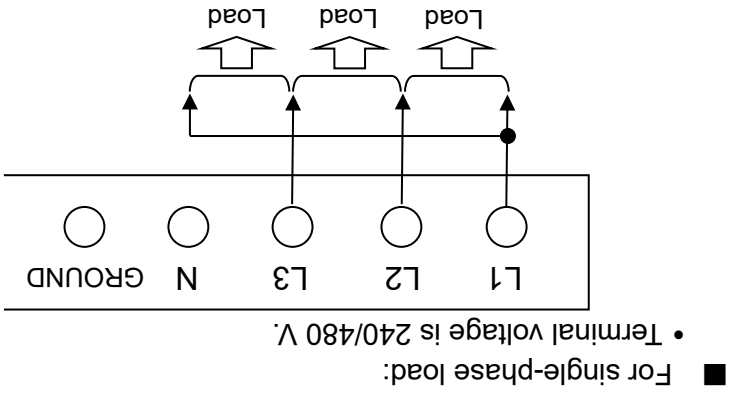 ■ For single-phase load:
• Terminal voltage is 240/480 V.
L1 L2 L3 N GROUND
Load Load Load